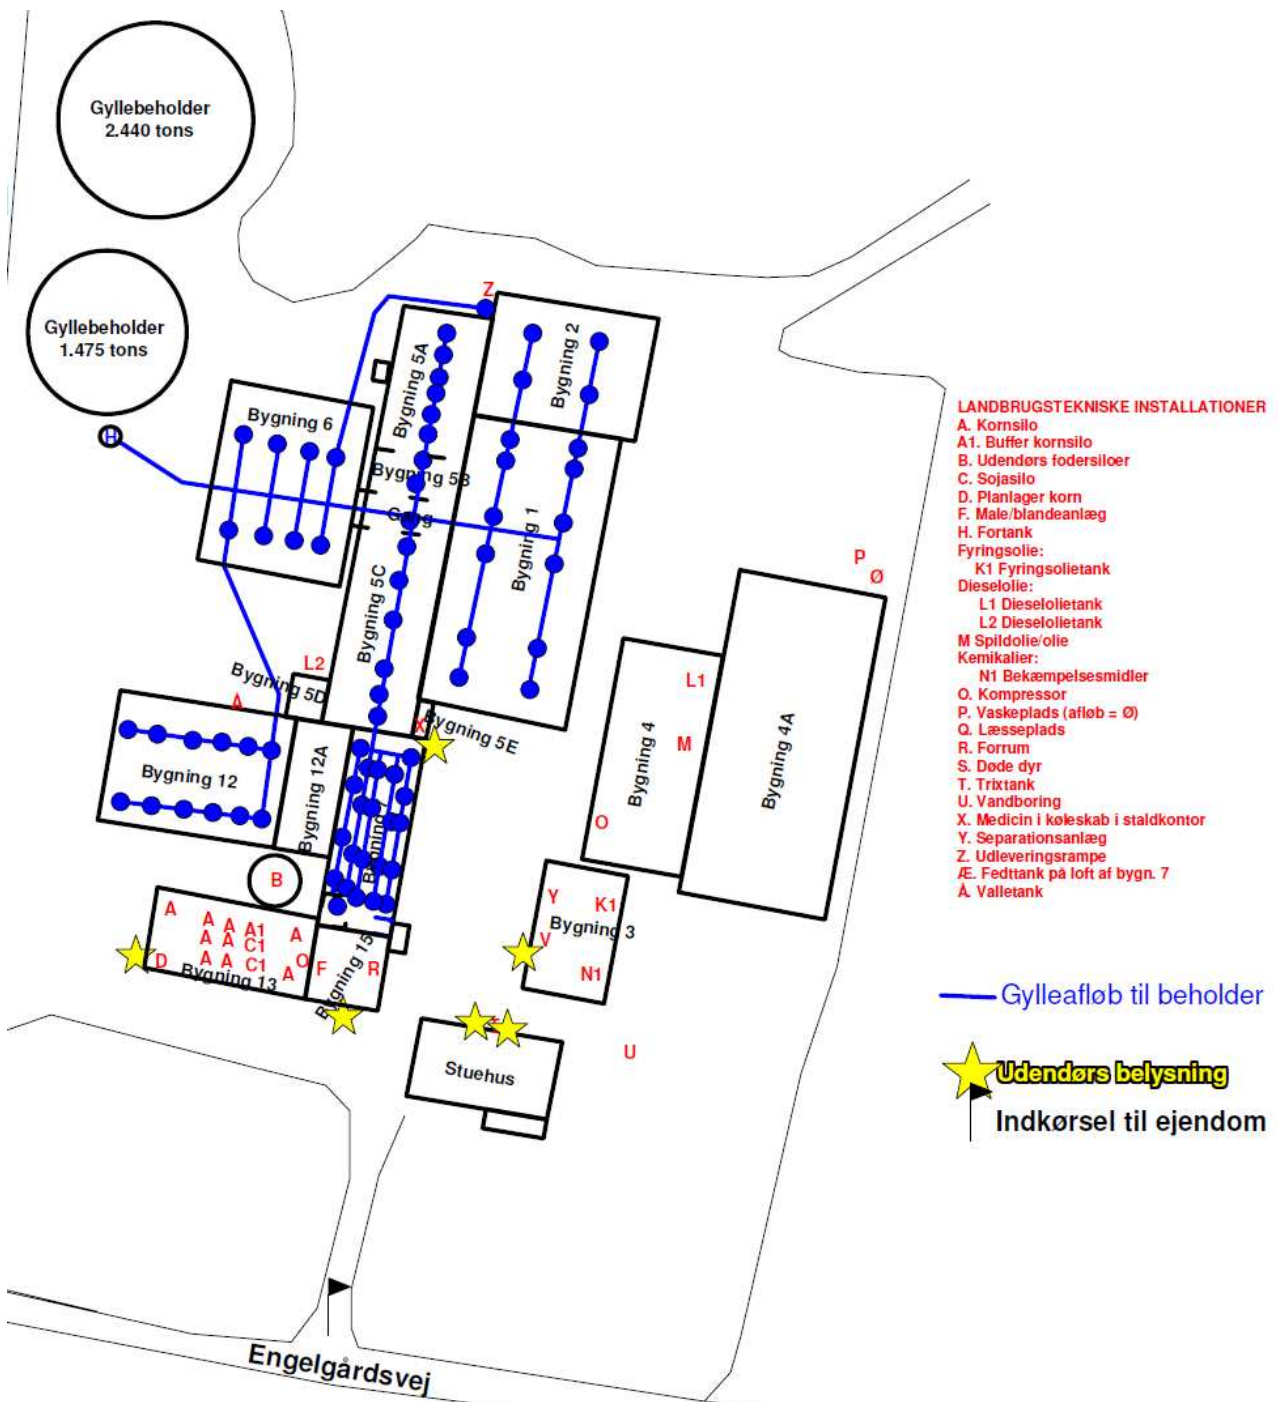 Gyllebeholder
2.440 tons
Gyllebeholder
1.475 tons
H
Z
Bygning 2
Bygning 5A
Bygning 6
Bygning 5B
Gang
Bygning 1
Bygning 5C
L2
Bygning 5D
A
X
Bygning 5E
Bygning 12
Bygning 12A
Bygning 7
B
P
Ø
L1
M
Bygning 4
Bygning 4A
O
Y
K1
Bygning 3
V
N1
A
A
A
A1
A
A
A
C1
A
A
C1
A
O
D
Bygning 13
F
R
Bygning 15
Stuehus
U
Engelgårdsvej
LANDBRUGSTEKNISKE INSTALLATIONER
A. Kornsilo
A1. Buffer kornsilo
B. Udendørs fodersiloer
C. Sojasilo
D. Planlager korn
F. Male/blandeanlæg
H. Fortank
Fyringsolie:
K1 Fyringsolietank
Dieselolie:
L1 Dieselolietank
L2 Dieselolietank
M Spildolie/olie
Kemikalier:
N1 Bekæmpelsesmidler
O. Kompressor
P. Vaskeplads (afløb = Ø)
Q. Læsseplads
R. Forrum
S. Døde dyr
T. Trixtank
U. Vandboring
X. Medicin i køleskab i staldkontor
Y. Separationsanlæg
Z. Udleveringsrampe
Æ. Fedttank på loft af bygn. 7
Å. Valletank
Gylleafløb til beholder
Udendørs belysning
Indkørsel til ejendom